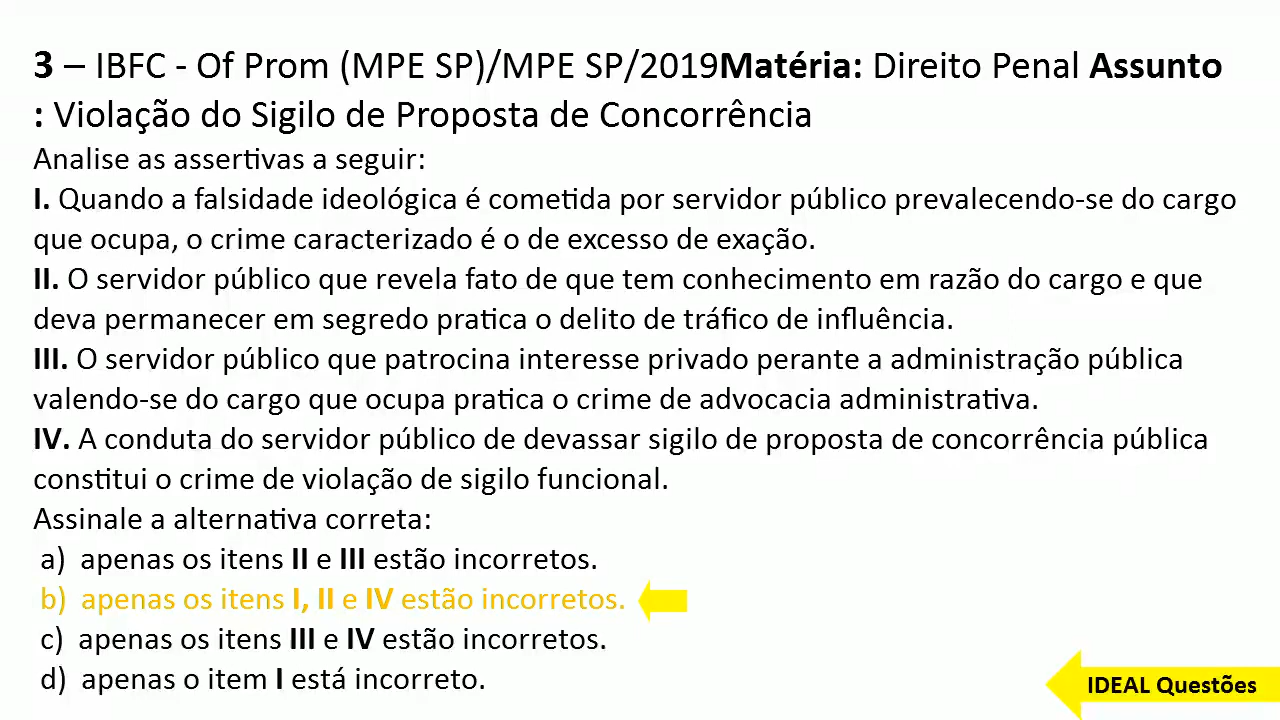 3 – IBFC - Of Prom (MPE SP)/MPE SP/2019Matéria: Direito Penal Assunto
: Violação do Sigilo de Proposta de Concorrência
Analise as assertivas a seguir:
I. Quando a falsidade ideológica é cometida por servidor público prevalecendo-se do cargo
que ocupa, o crime caracterizado é o de excesso de exação.
II. O servidor público que revela fato de que tem conhecimento em razão do cargo e que
deva permanecer em segredo pratica o delito de tráfico de influência.
III. O servidor público que patrocina interesse privado perante a administração pública
valendo-se do cargo que ocupa pratica o crime de advocacia administrativa.
IV. A conduta do servidor público de devassar sigilo de proposta de concorrência pública
constitui o crime de violação de sigilo funcional.
Assinale a alternativa correta:
a) apenas os itens II e III estão incorretos.
b) apenas os itens I, II e IV estão incorretos.
c) apenas os itens III e IV estão incorretos.
d) apenas o item I está incorreto.
IDEAL Questões